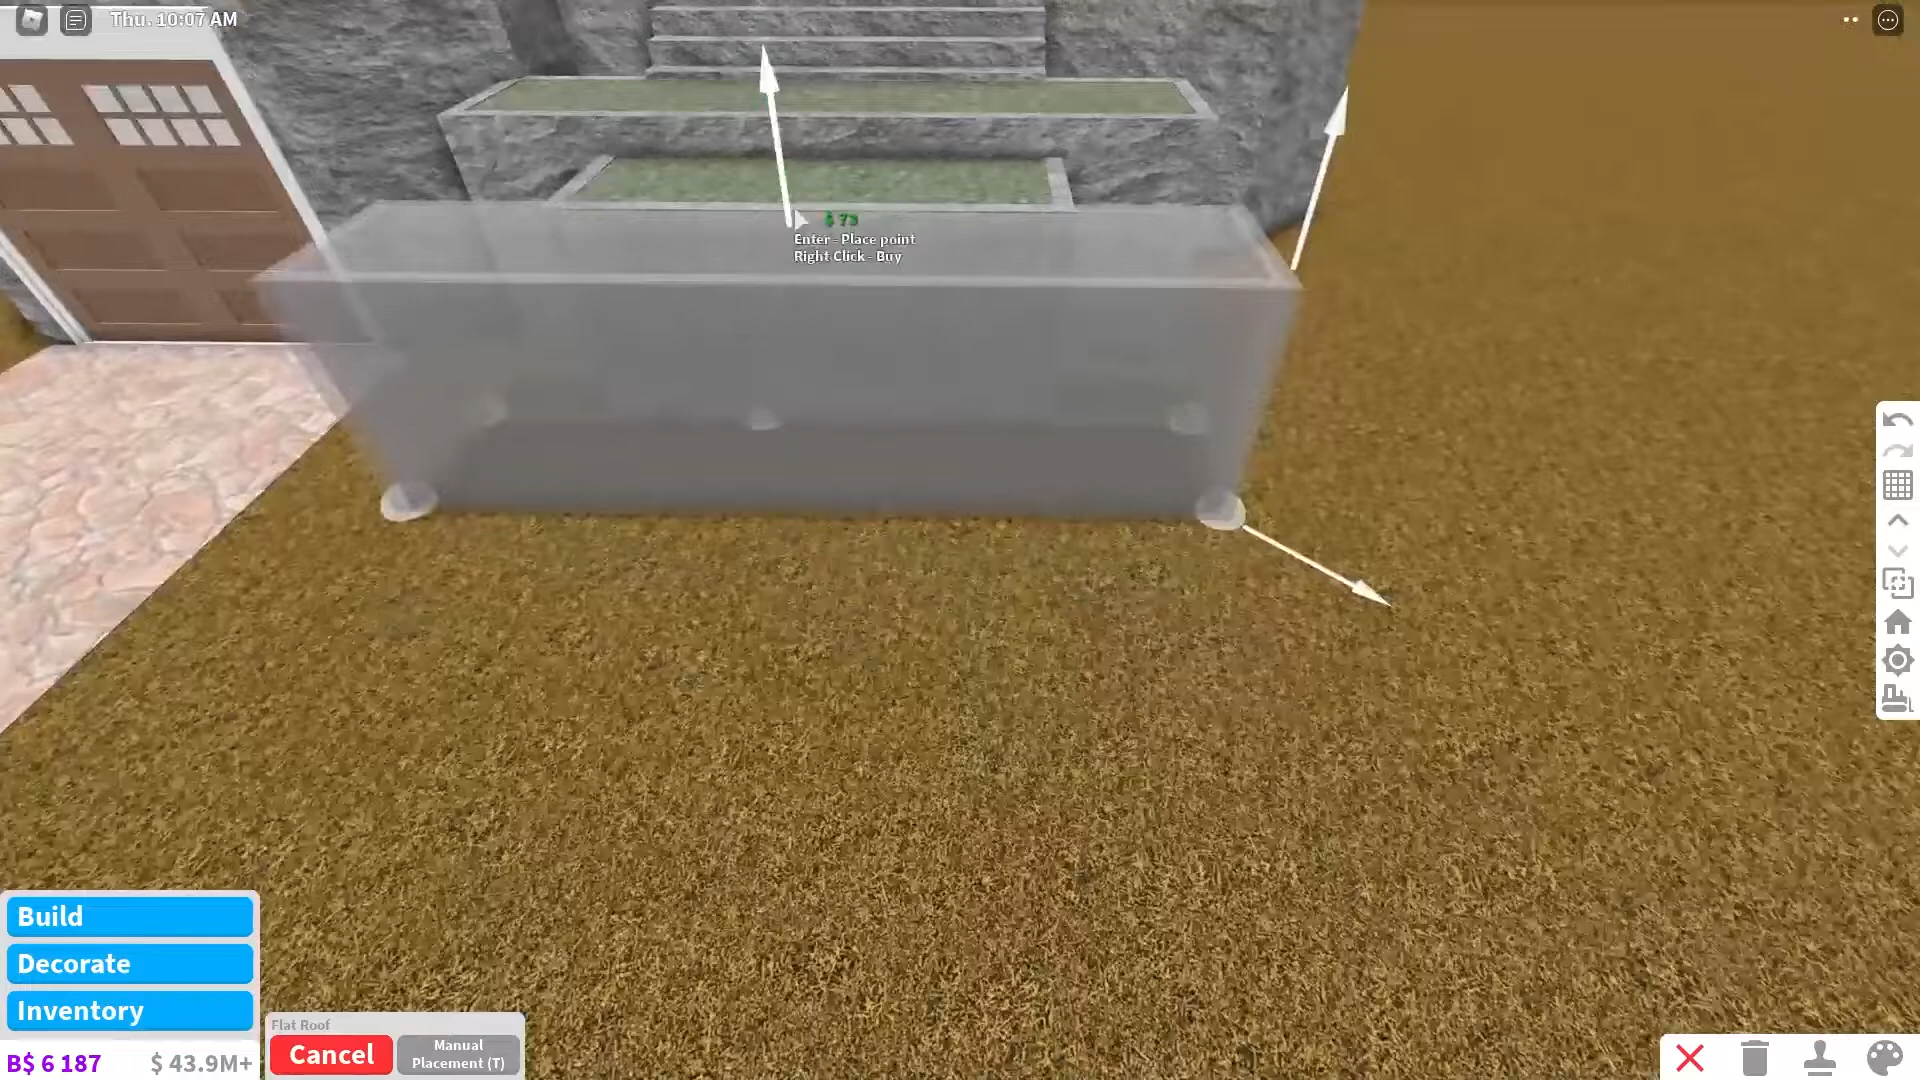 Thu. 10:07 AM
$ 73
Enter - Place point
Right Click - Buy
Build
Decorate
Inventory
Flat Roof
Cancel
Manual
Placement (T)
B$ 6 187
$ 43.9M+